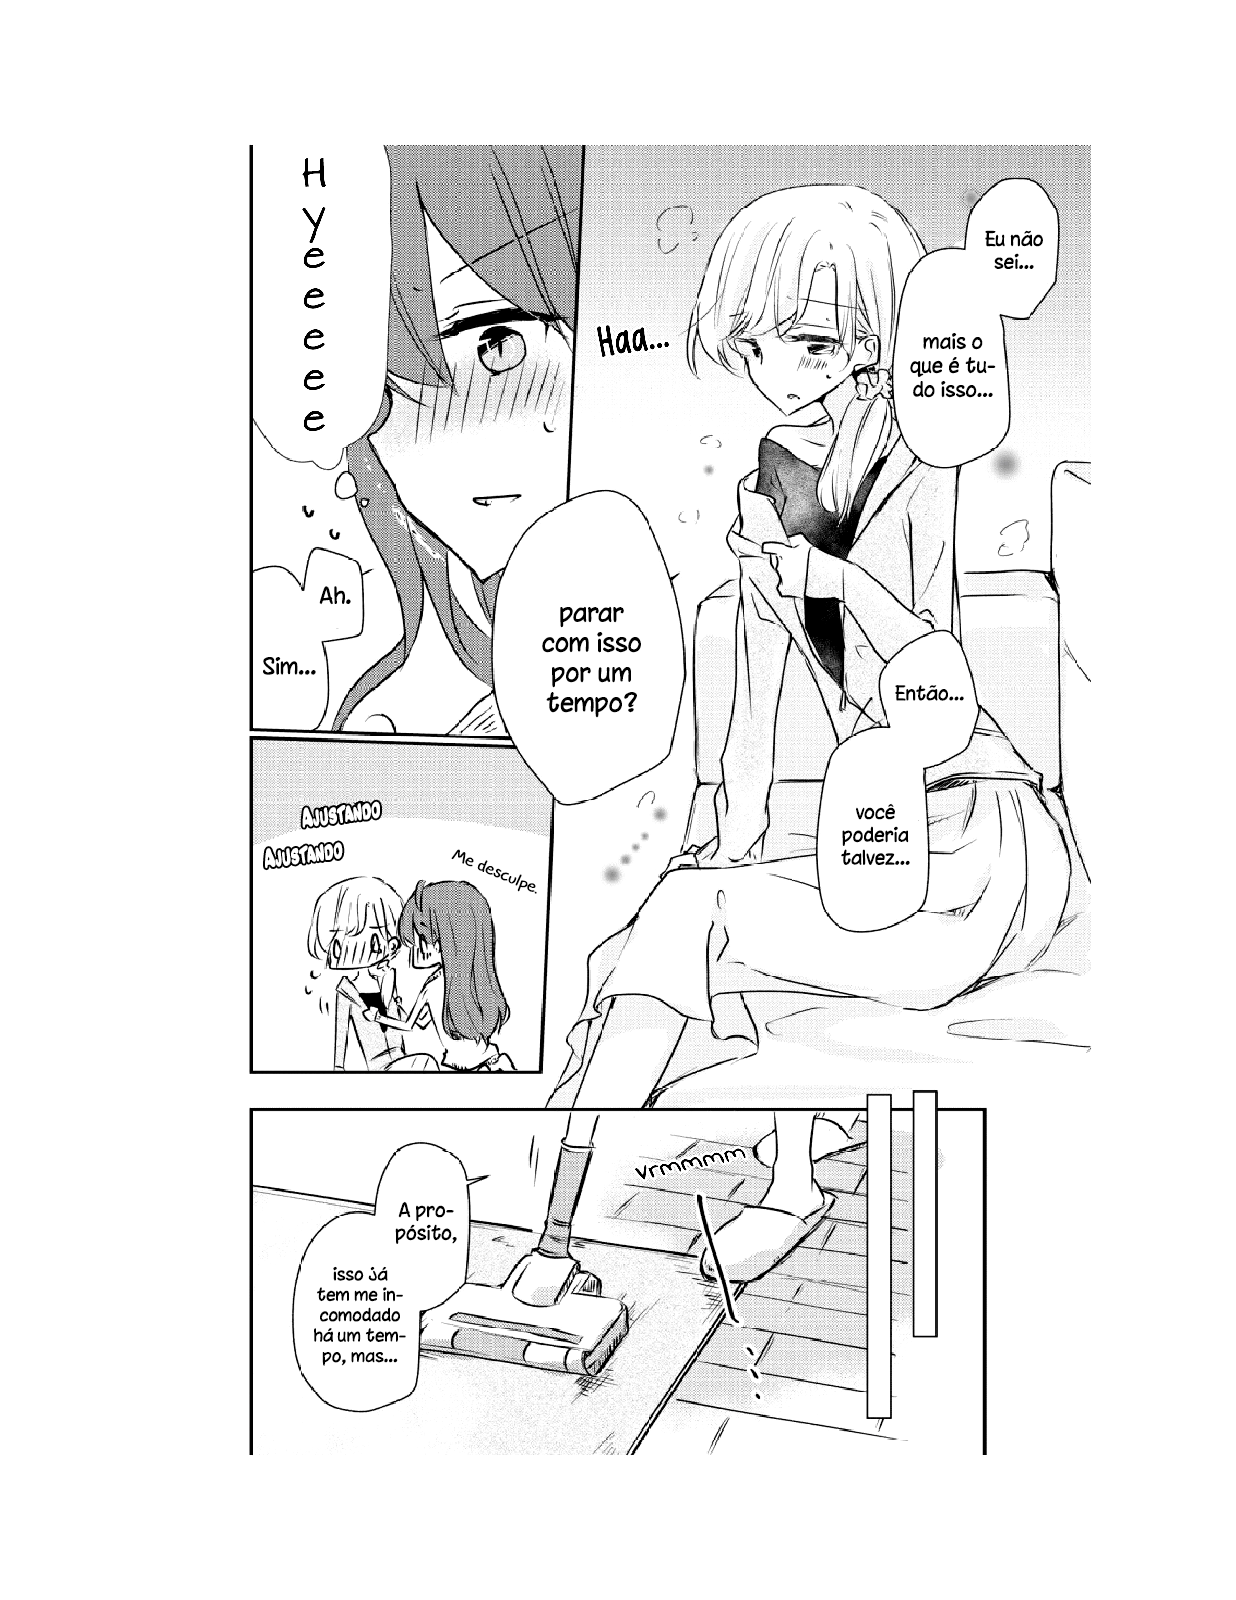 Eu não
sei...
mais o
que é tu-
do isso...
Haa...
Então...
você
poderia
talvez...
parar
com isso
por um
tempo?
H
y
e
e
e
e
e
Ah.
Sim...
AJUSTANDO
AJUSTANDO
Me desculpe.
vrmmmm
A pro-
pósito,
isso já
tem me in-
comodado
há um tem-
po, mas...